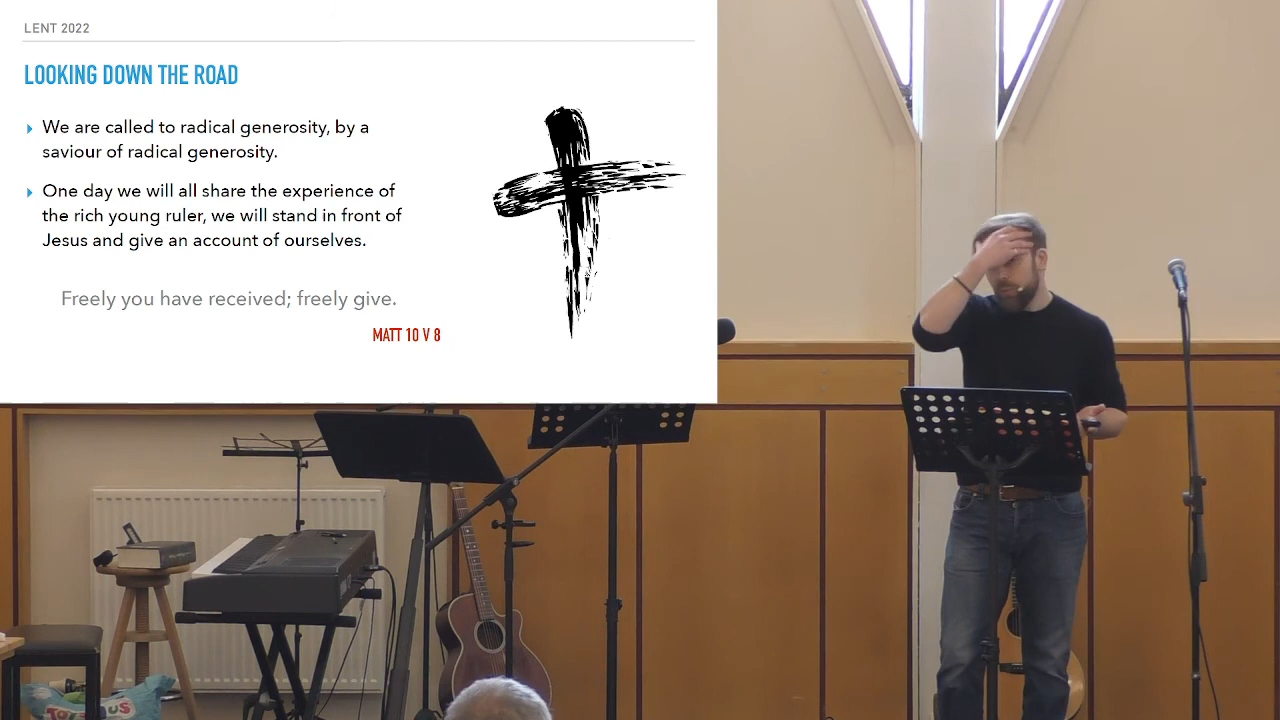 LENT 2022
LOOKING DOWN THE ROAD
We are called to radical generosity, by a
saviour of radical generosity.
One day we will all share the experience of
the rich young ruler, we will stand in front of
Jesus and give an account of ourselves.
Freely you have received; freely give.
MATT 10 V 8